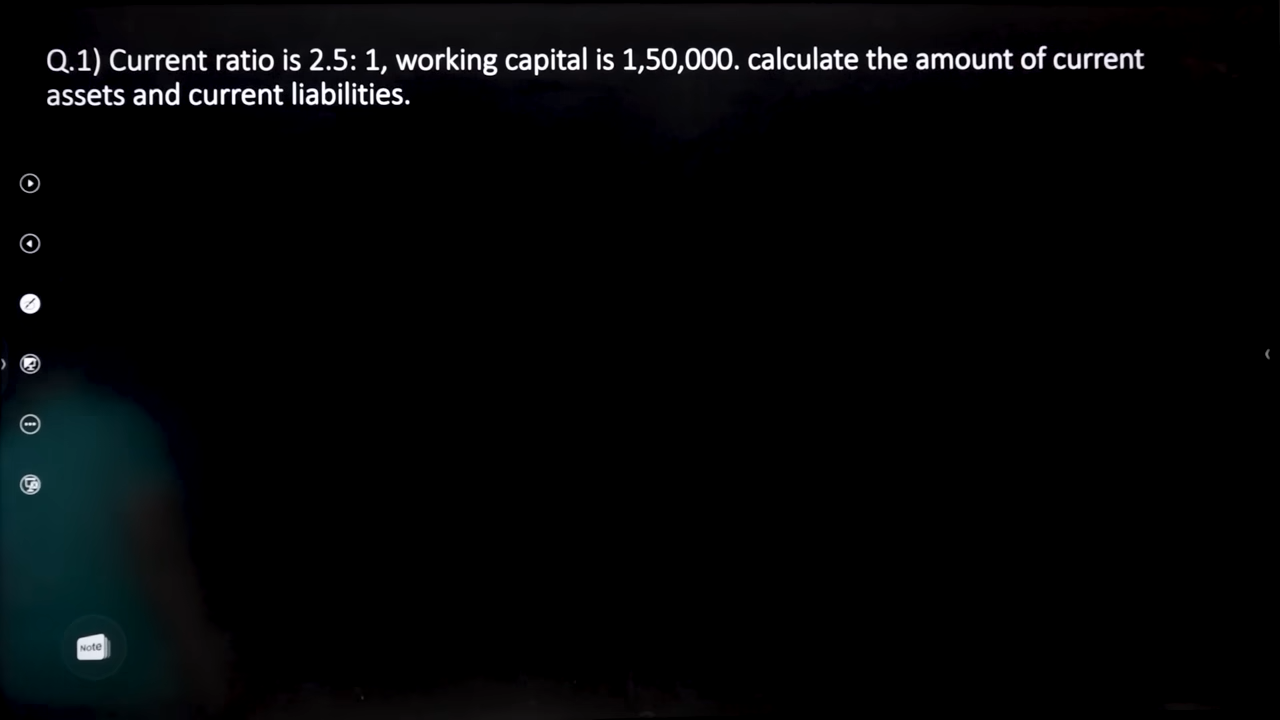 Q.1) Current ratio is 2.5: 1, working capital is 1,50,000. calculate the amount of current
assets and current liabilities.
Note